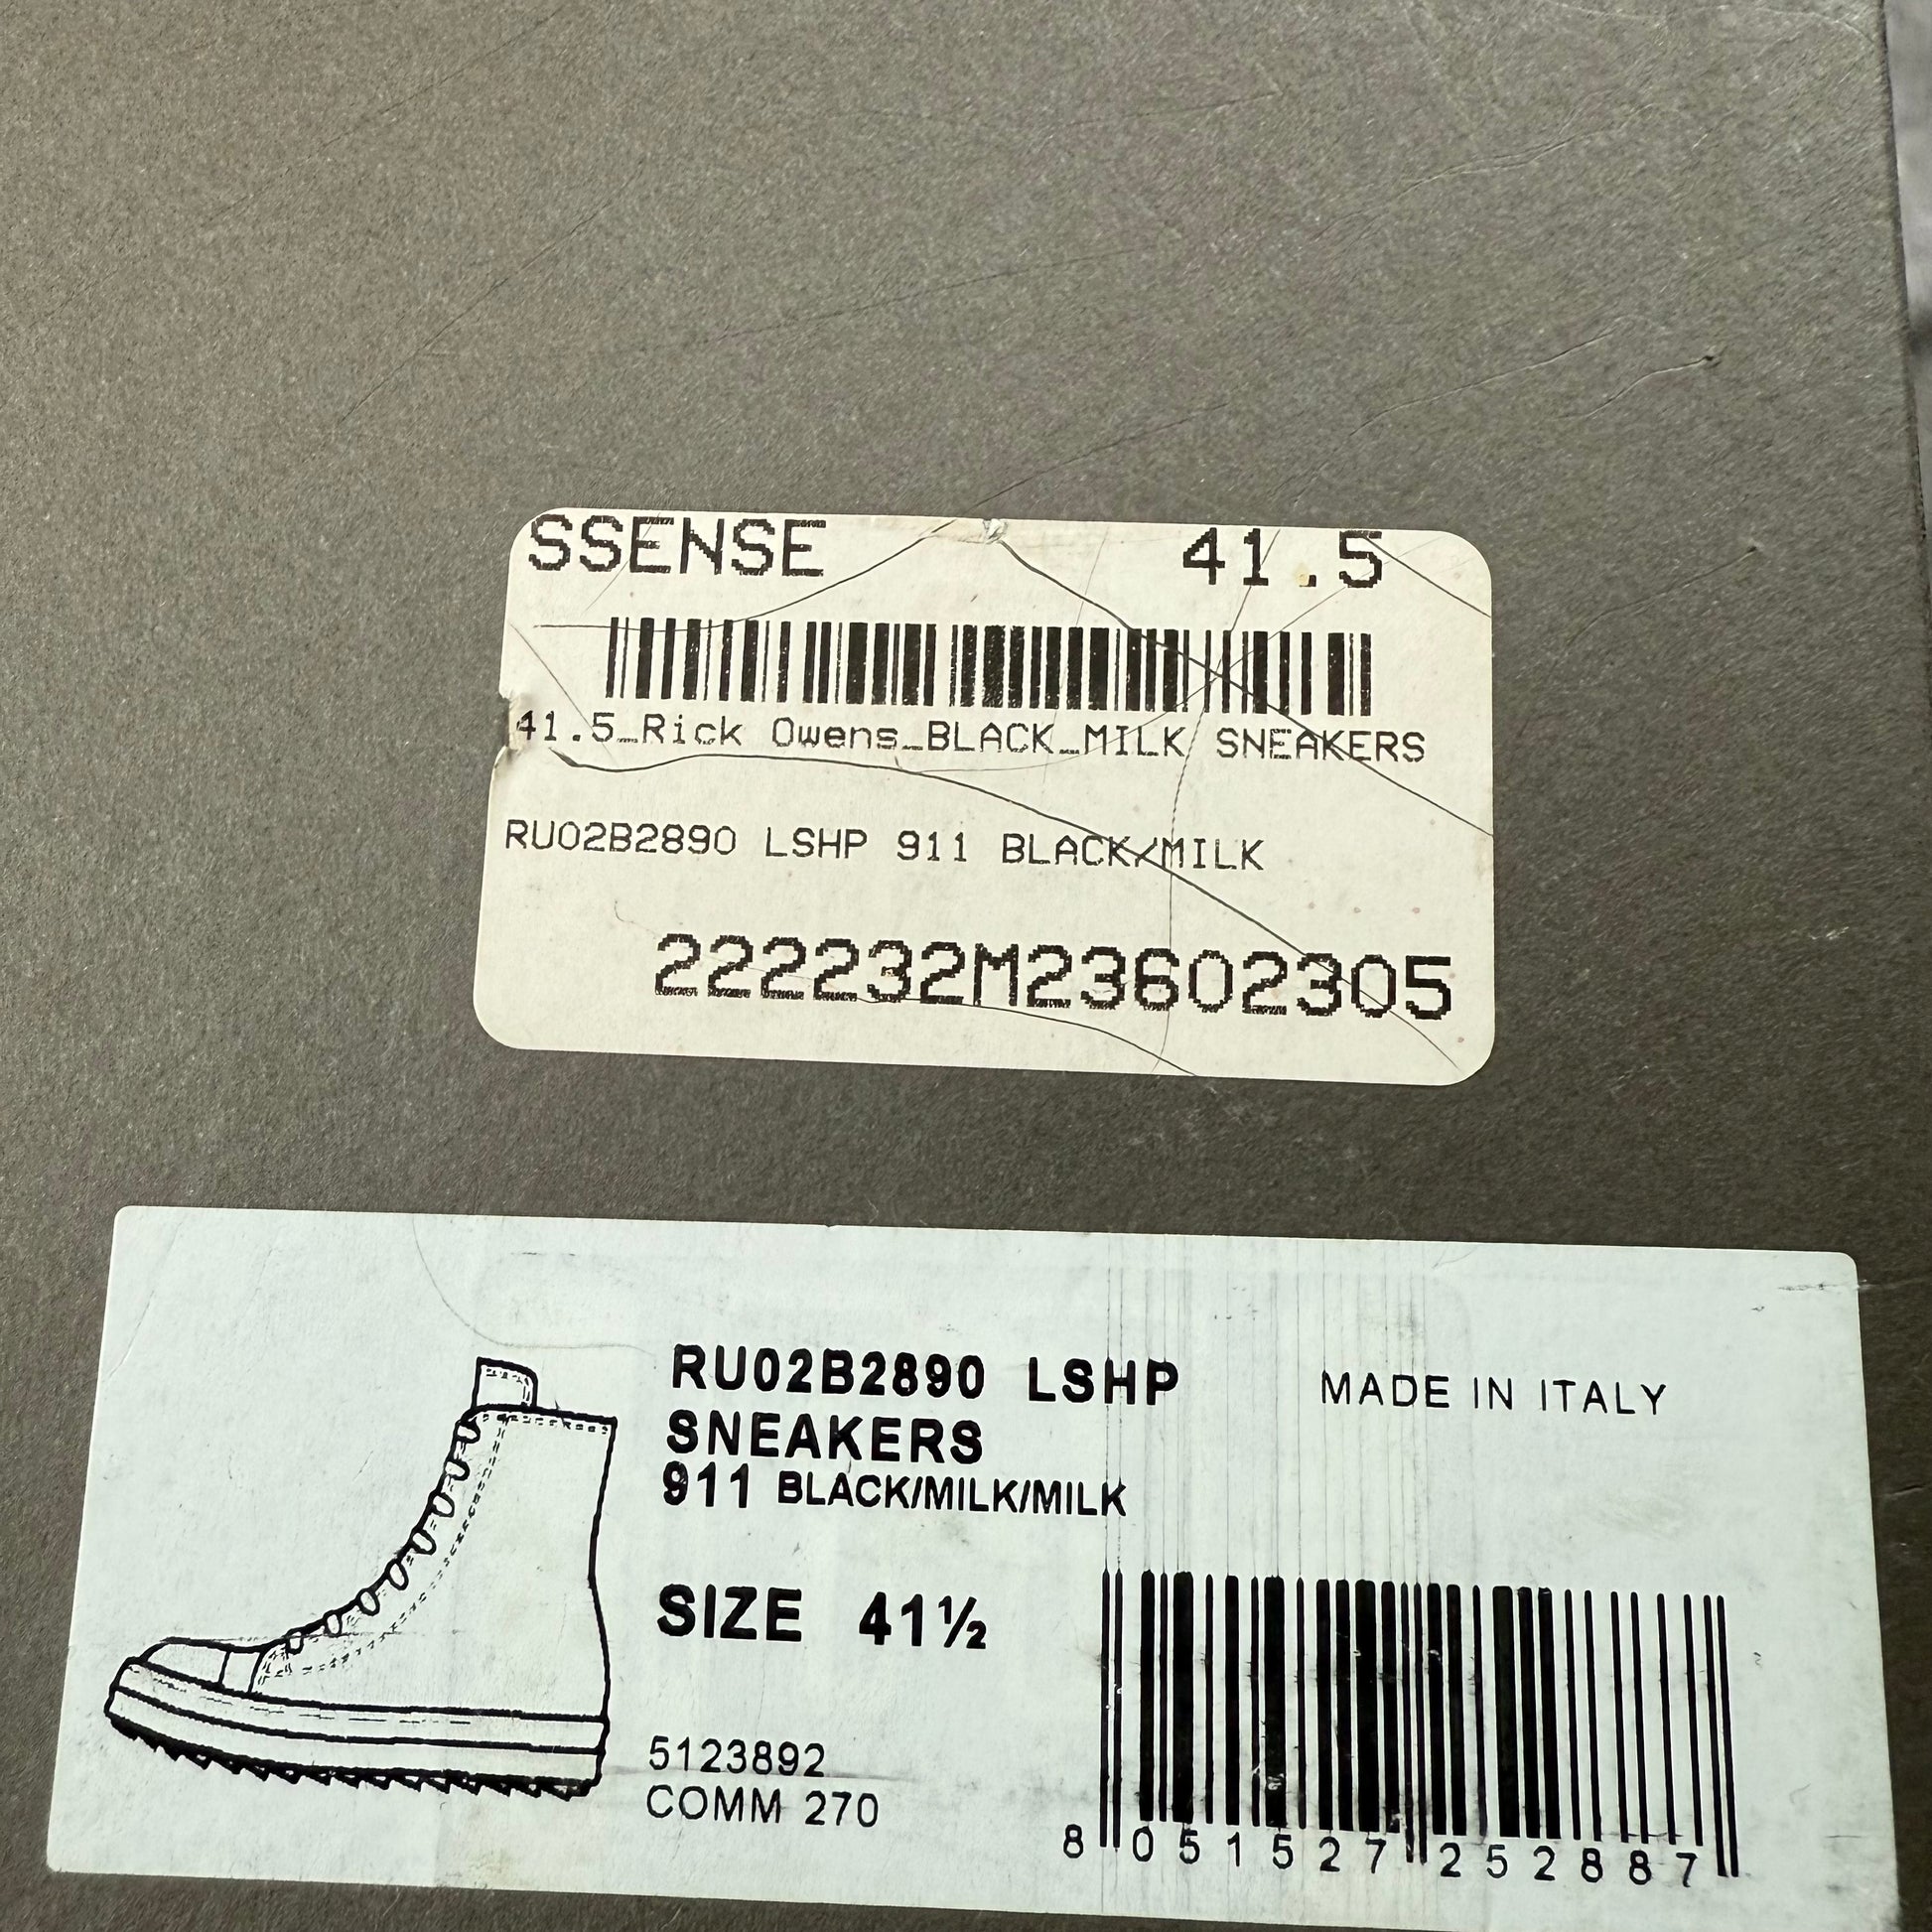 SSENSE 41.5
41.5_Rick Owens_BLACK_MILK SNEAKERS
RU02B2890 LSHP 911 BLACK/MILK
222232M23602305
RU02B2890 LSHP MADE IN ITALY
SNEAKERS
911 BLACK/MILK/MILK
SIZE 41½
5123892
COMM 270
8 051527 252887